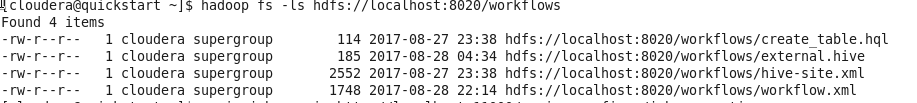 [cloudera@quickstart ~]$ hadoop fs -ls hdfs://localhost:8020/workflows
Found 4 items
-rw-r--r--   1 cloudera supergroup        114 2017-08-27 23:38 hdfs://localhost:8020/workflows/create_table.hql
-rw-r--r--   1 cloudera supergroup        185 2017-08-28 04:34 hdfs://localhost:8020/workflows/external.hive
-rw-r--r--   1 cloudera supergroup       2552 2017-08-27 23:38 hdfs://localhost:8020/workflows/hive-site.xml
-rw-r--r--   1 cloudera supergroup       1748 2017-08-28 22:14 hdfs://localhost:8020/workflows/workflow.xml